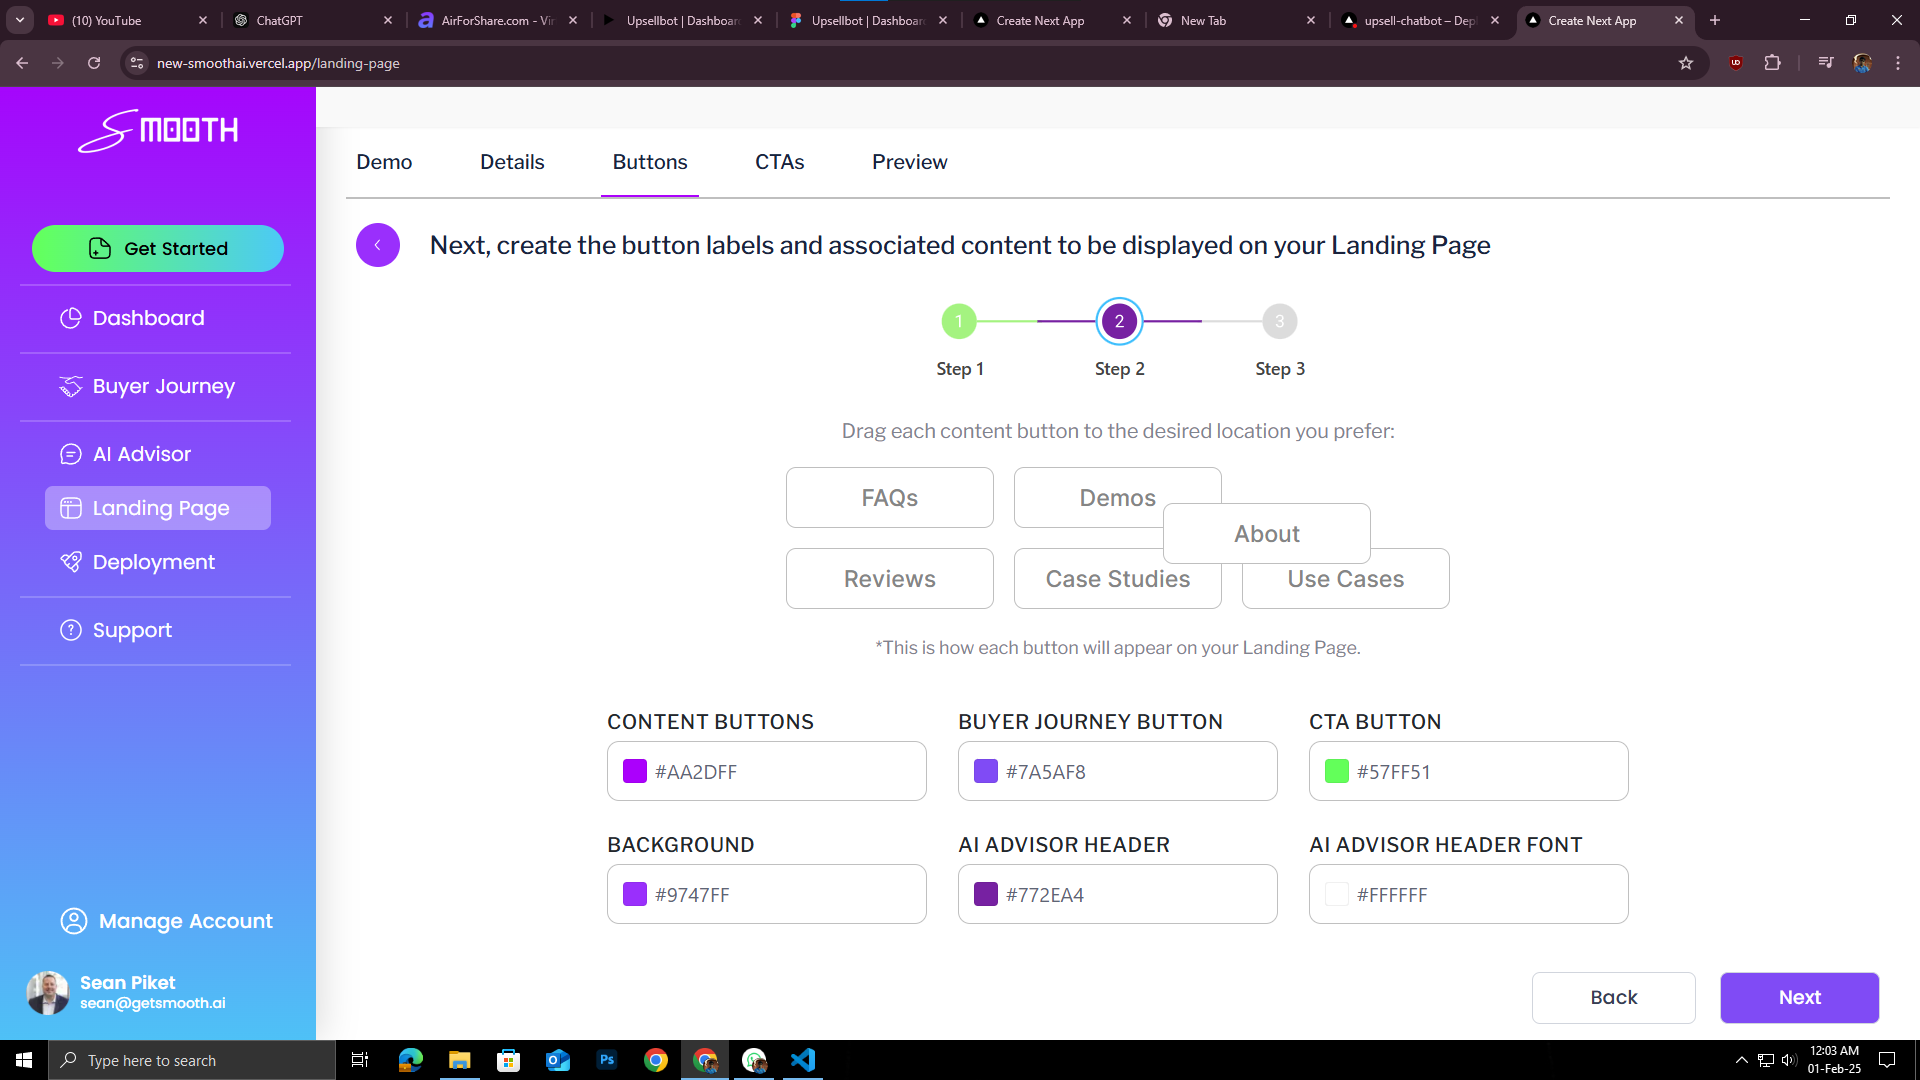 (10) YouTube
ChatGPT
AirForShare.com - Vir
Upsellbot | Dashboard
Upsellbot | Dashboar
Create Next App
New Tab
upsell-chatbot – Dep
Create Next App
new-smoothai.vercel.app/landing-page
SMOOTH
Get Started
Dashboard
Buyer Journey
AI Advisor
Landing Page
Deployment
Support
Manage Account
Sean Piket
sean@getsmooth.ai
Demo Details Buttons CTAs Preview
Next, create the button labels and associated content to be displayed on your Landing Page
1 2 3
Step 1 Step 2 Step 3
Drag each content button to the desired location you prefer:
FAQs Demos
About
Reviews Case Studies Use Cases
*This is how each button will appear on your Landing Page.
CONTENT BUTTONS BUYER JOURNEY BUTTON CTA BUTTON
#AA2DFF #7A5AF8 #57FF51
BACKGROUND AI ADVISOR HEADER AI ADVISOR HEADER FONT
#9747FF #772EA4 #FFFFFF
Back Next
Type here to search
Ps
12:03 AM
01-Feb-25